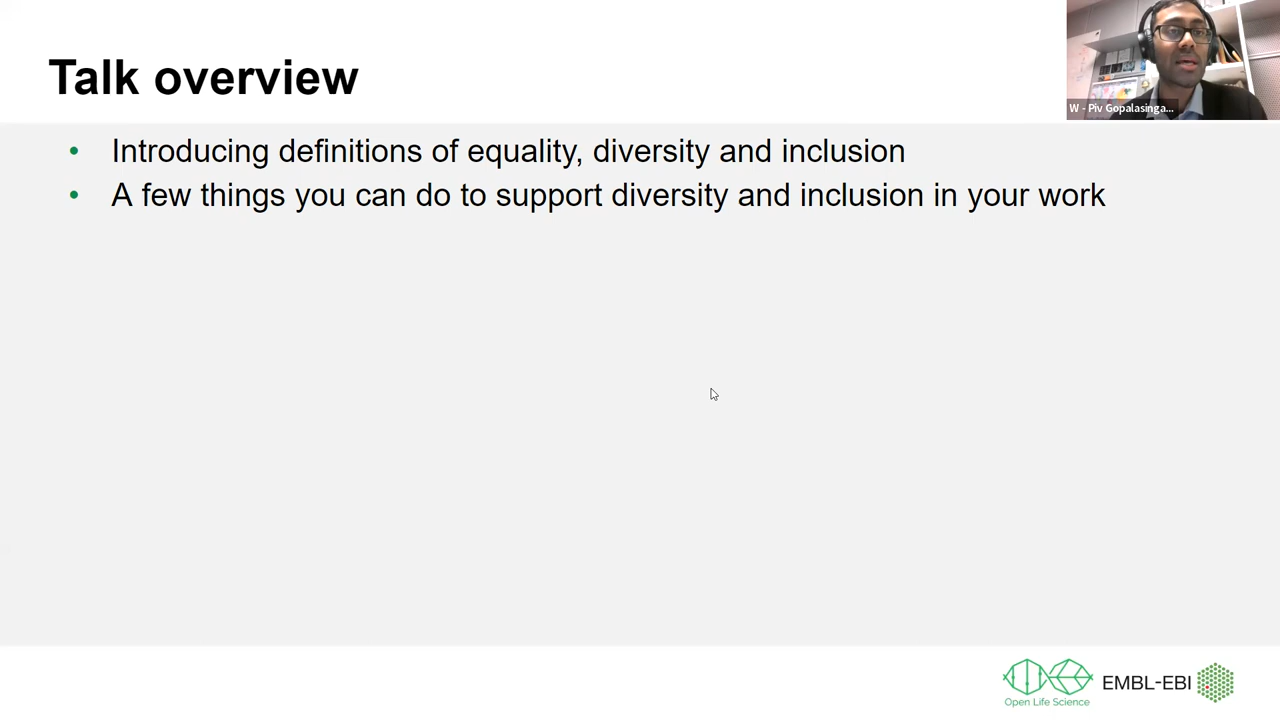 Talk overview
W - Piv Gopalasinga...
• Introducing definitions of equality, diversity and inclusion
• A few things you can do to support diversity and inclusion in your work
Open Life Science
EMBL-EBI